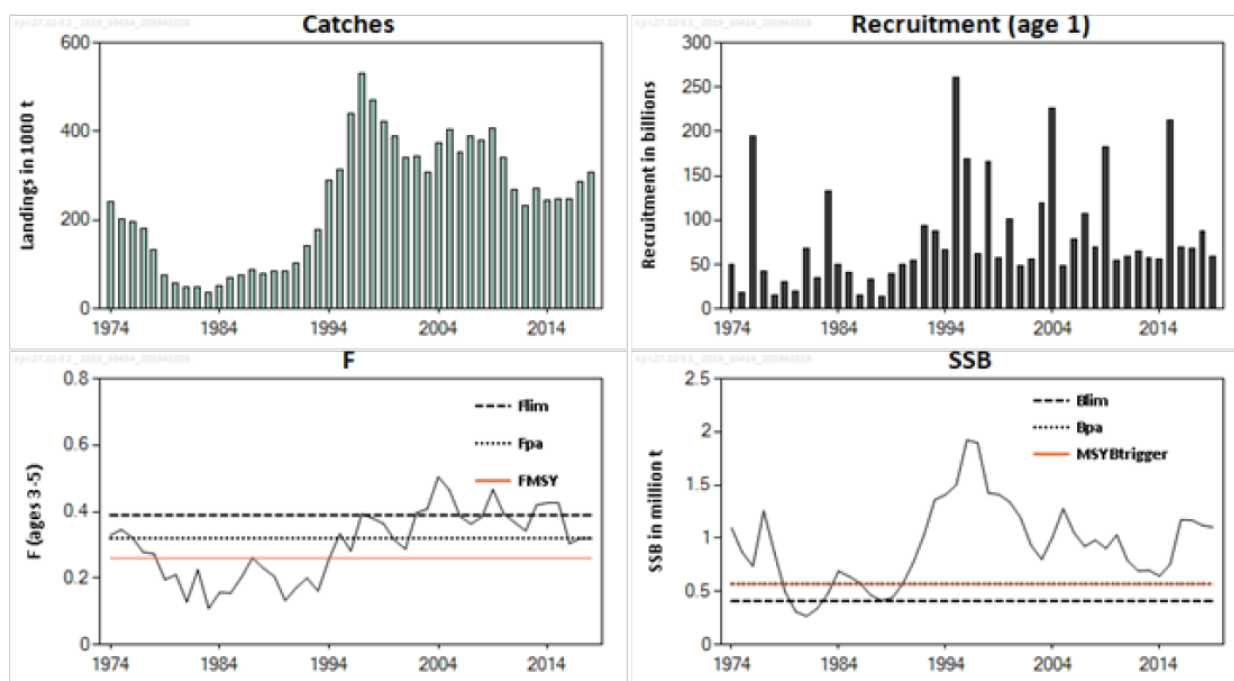 Catches
600
400
200
0
Landings in 1000 t
1974 1984 1994 2004 2014
Recruitment (age 1)
300
250
200
150
100
50
0
Recruitment in billions
1974 1984 1994 2004 2014
F
0.8
0.6
0.4
0.2
0
F (ages 3-5)
Flim
Fpa
FMSY
1974 1984 1994 2004 2014
SSB
2.5
2
1.5
1
0.5
0
SSB in million t
Blim
Bpa
MSYBtrigger
1974 1984 1994 2004 2014